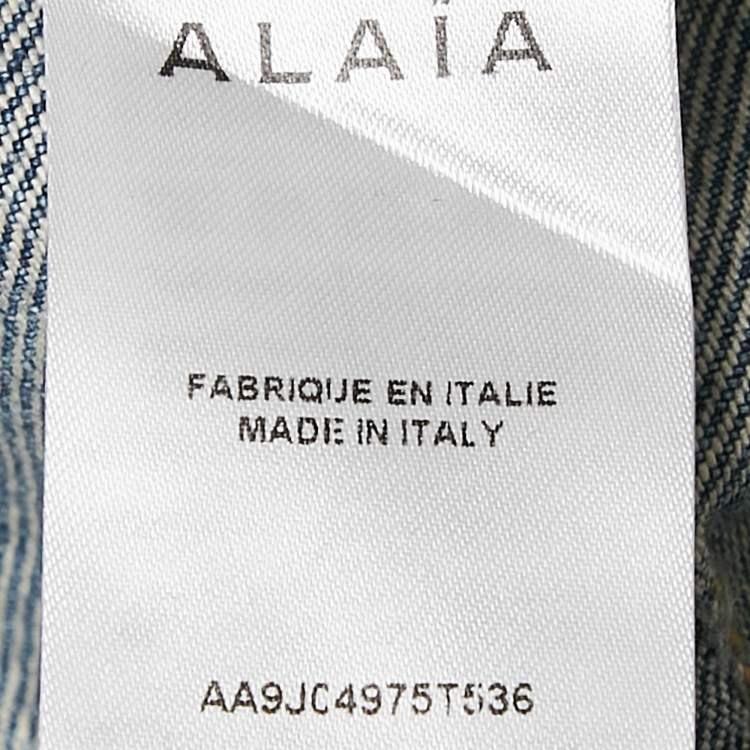 ALAÏA
FABRIQUE EN ITALIE
MADE IN ITALY
AA9JC4975T536